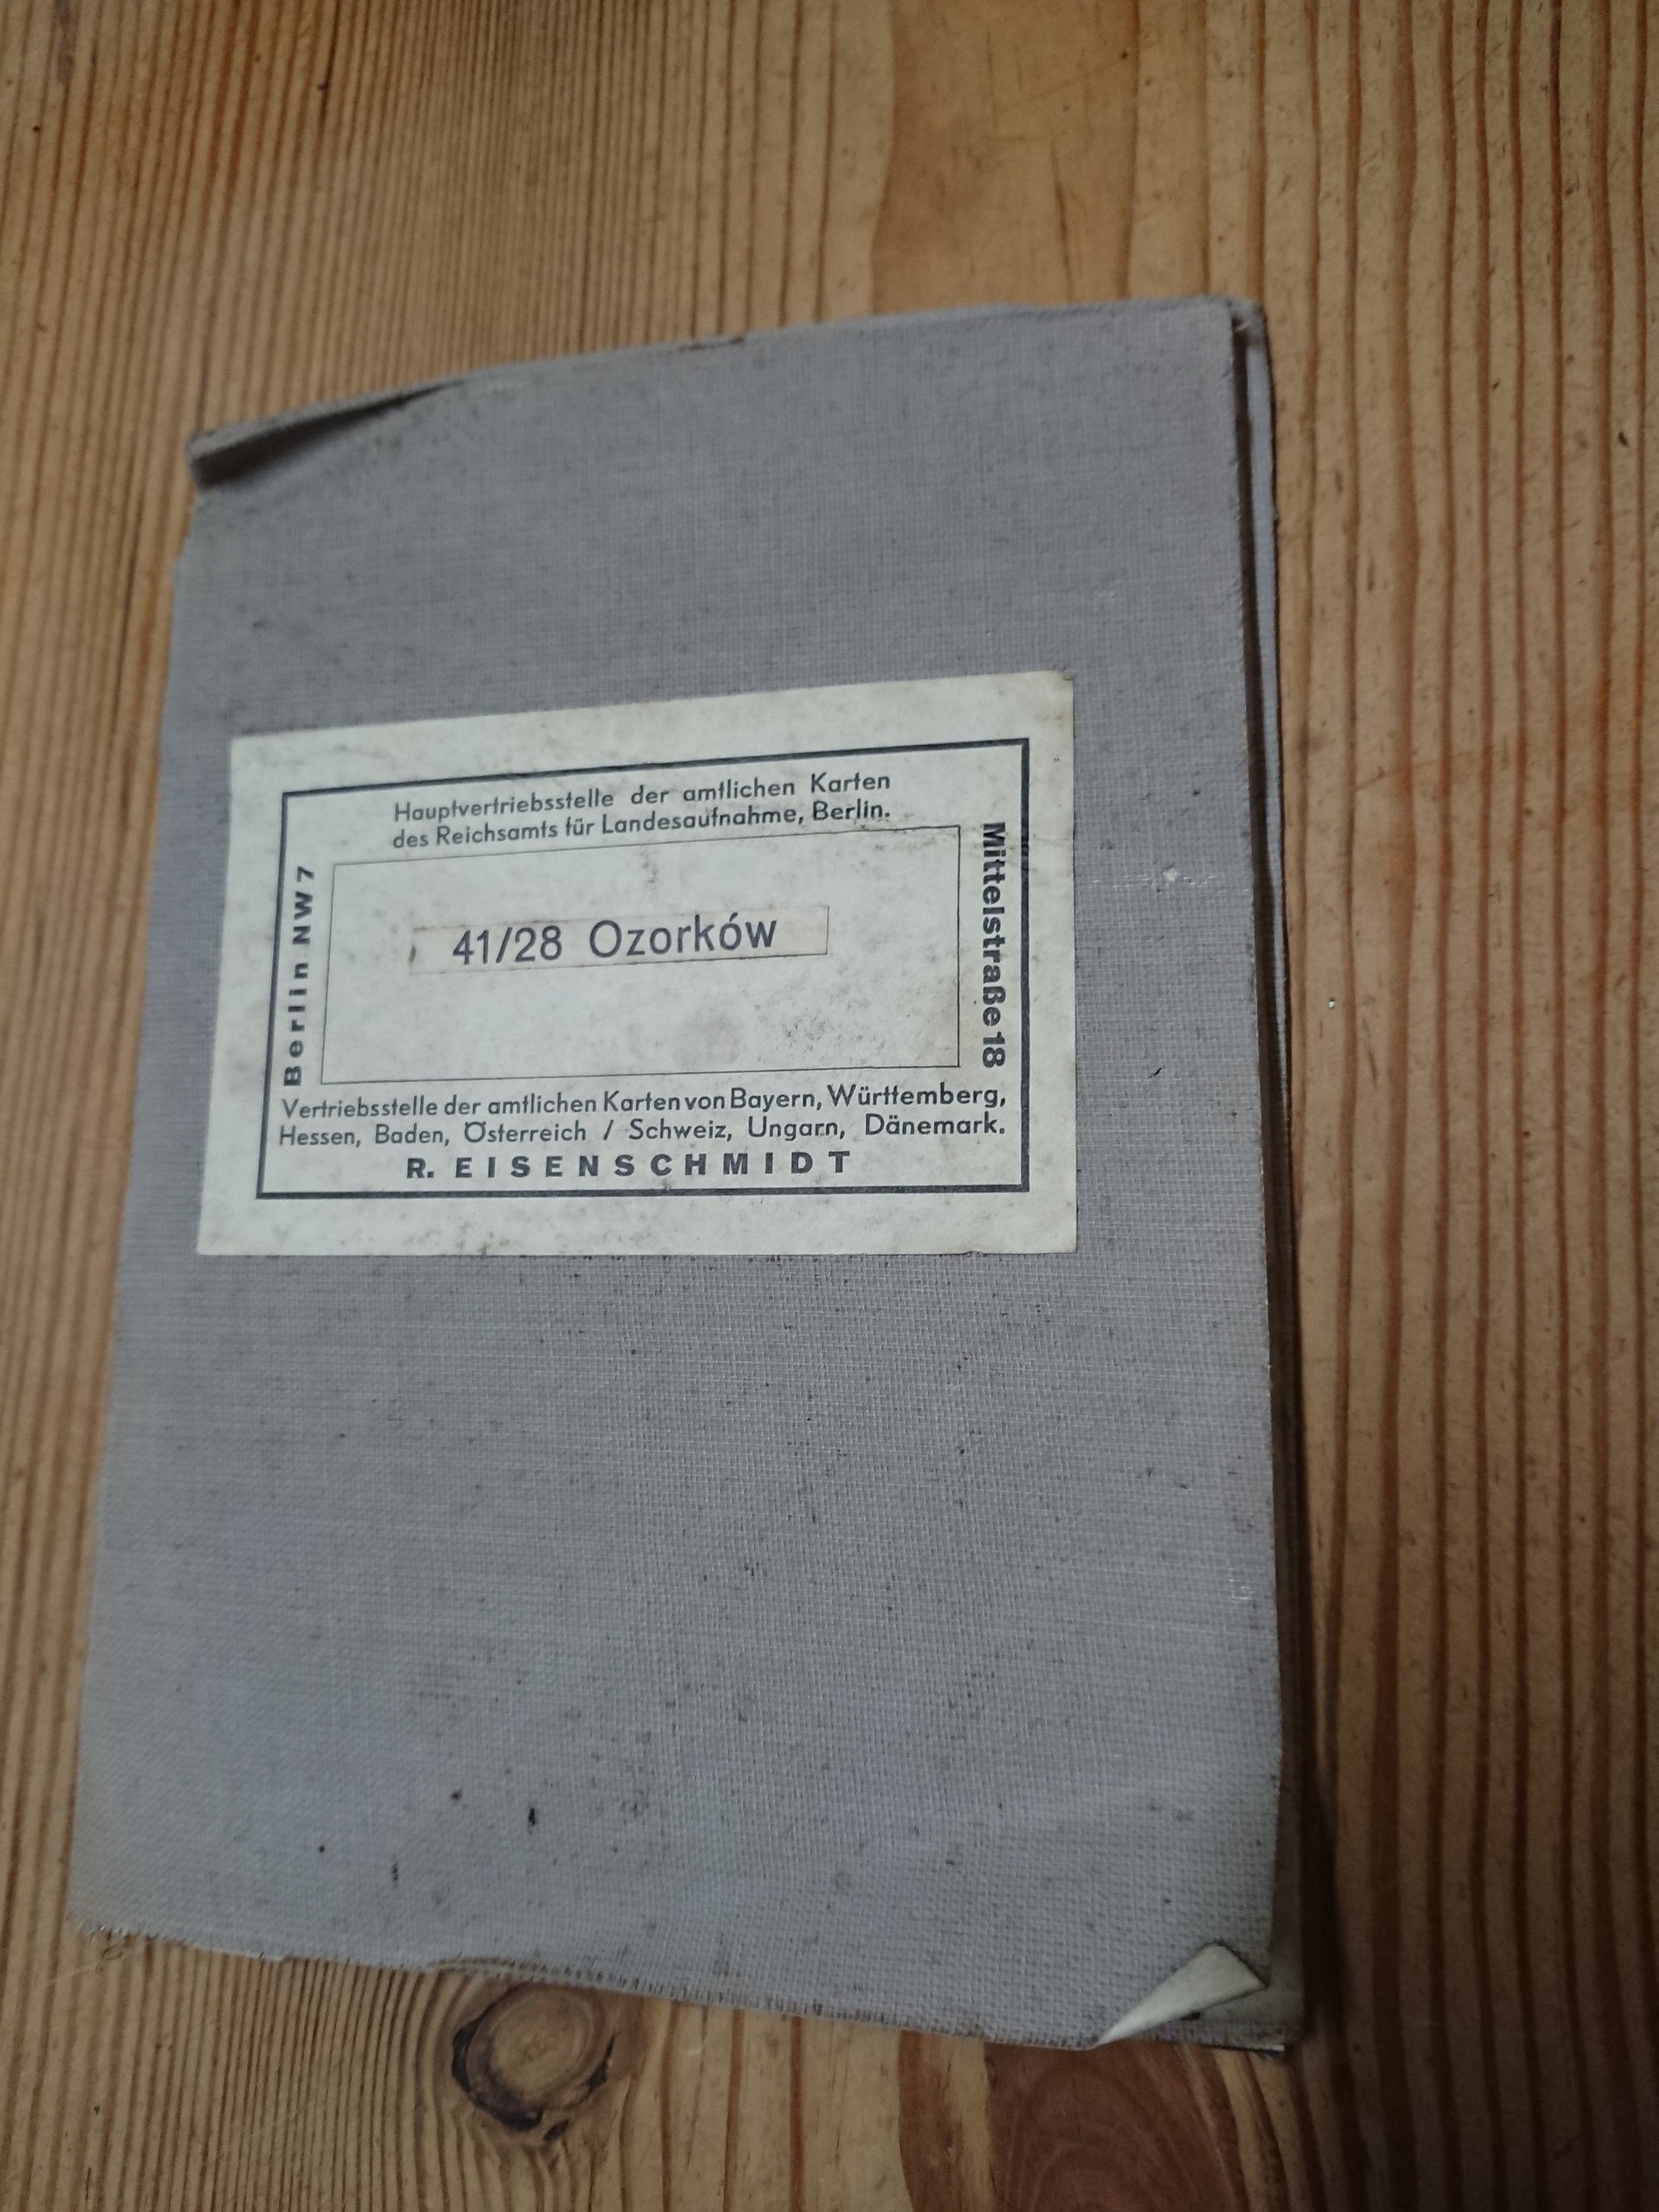 Hauptvertriebsstelle der amtlichen Karten
des Reichsamts für Landesaufnahme, Berlin.
Berlin NW7
41/28 Ozorków
Mittelstraße 18
Vertriebsstelle der amtlichen Karten von Bayern, Württemberg,
Hessen, Baden, Österreich / Schweiz, Ungarn, Dänemark.
R. EISENSCHMIDT